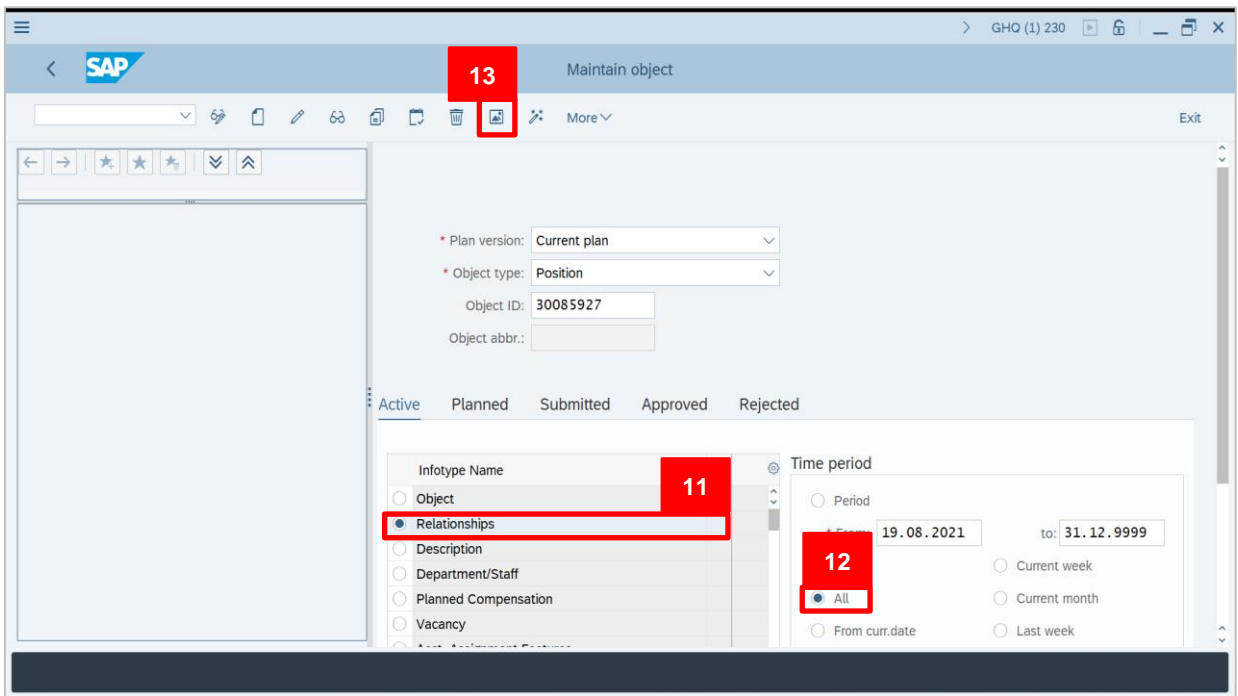 GHQ (1) 230
SAP
13
Maintain object
More
Exit
* Plan version: Current plan
* Object type: Position
Object ID: 30085927
Object abbr.:
Active Planned Submitted Approved Rejected
Infotype Name
11
Time period
Object
Period
Relationships
* From: 19.08.2021 to: 31.12.9999
Description
12
Current week
Department/Staff
All
Current month
Planned Compensation
Vacancy
From curr.date
Last week